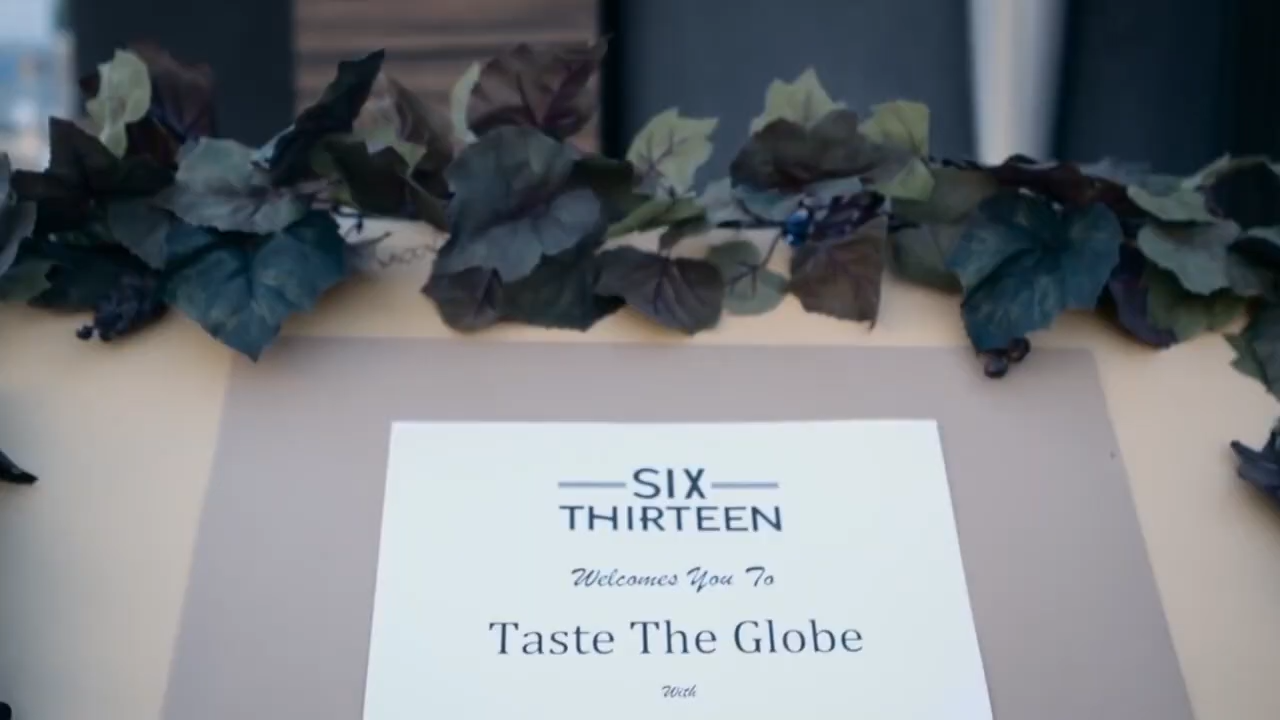 SIX
THIRTEEN
Welcomes You To
Taste The Globe
With